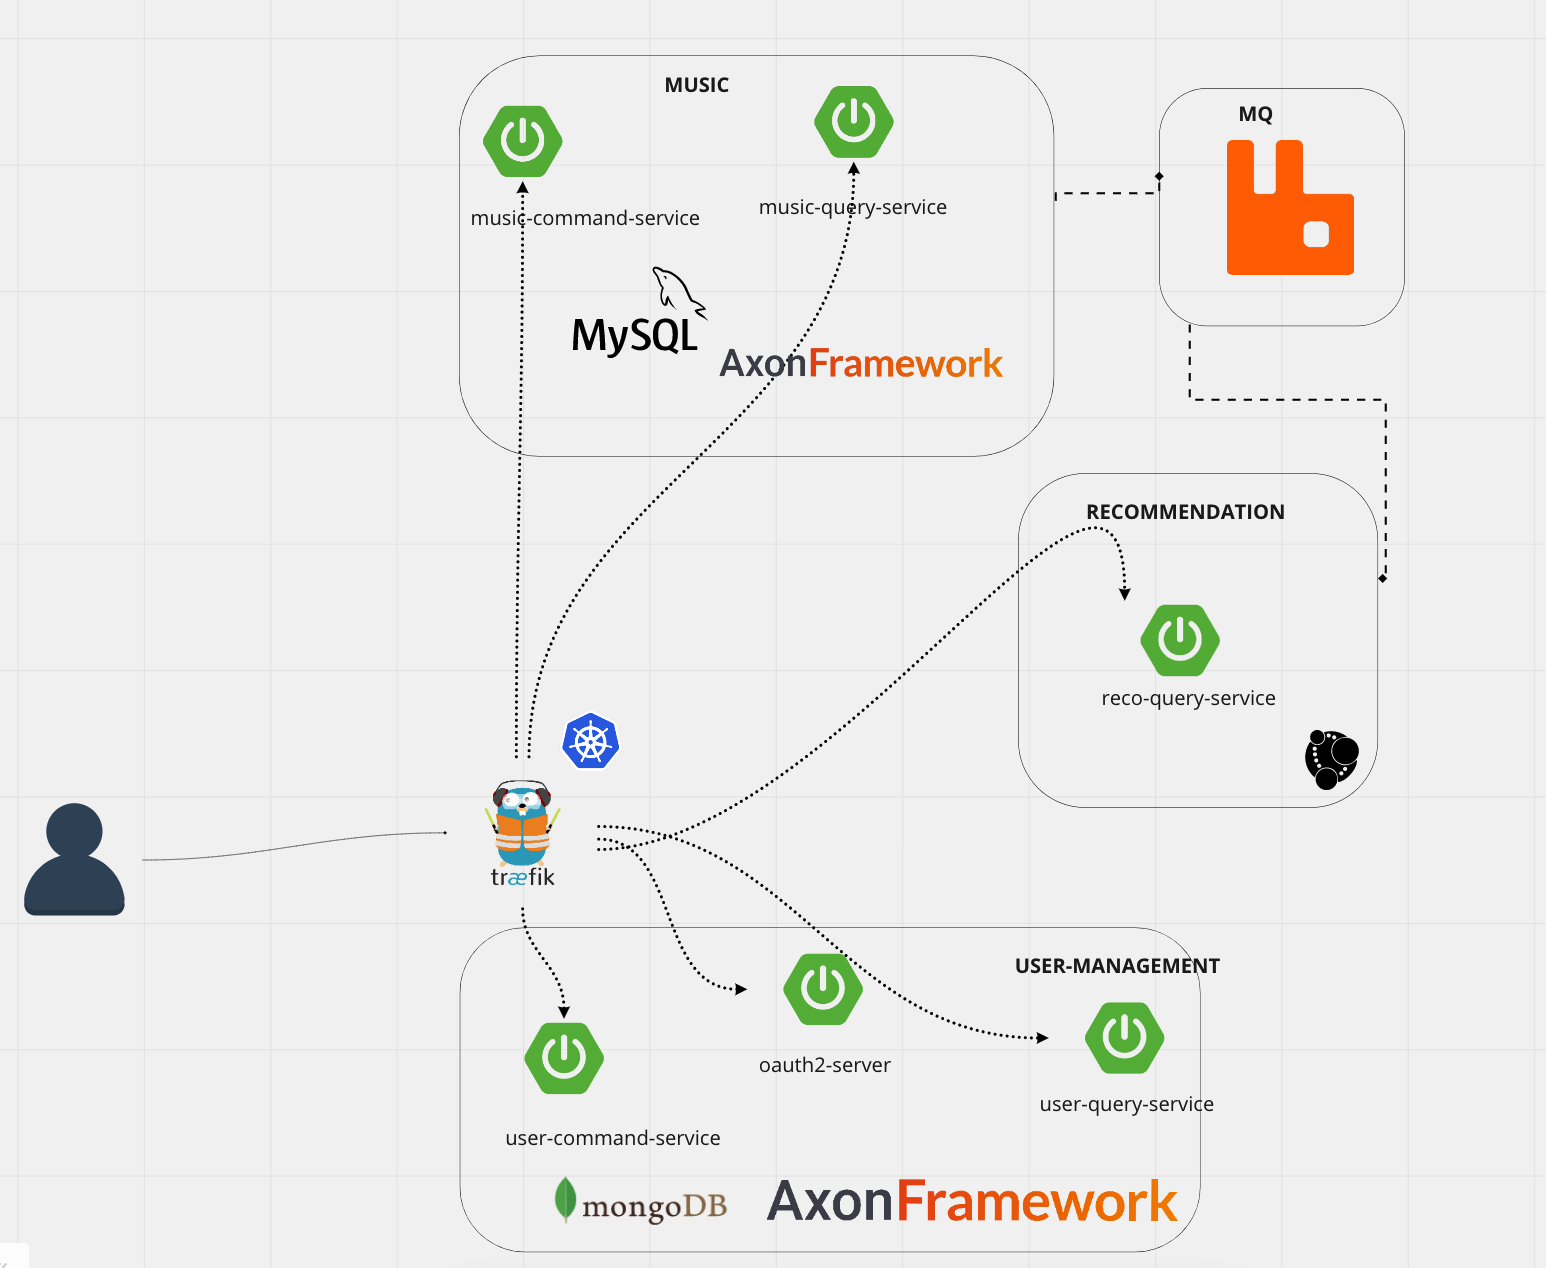 MUSIC
MQ
music-command-service
music-query-service
MySQL
AxonFramework
RECOMMENDATION
reco-query-service
træfik
USER-MANAGEMENT
oauth2-server
user-query-service
user-command-service
mongoDB
AxonFramework